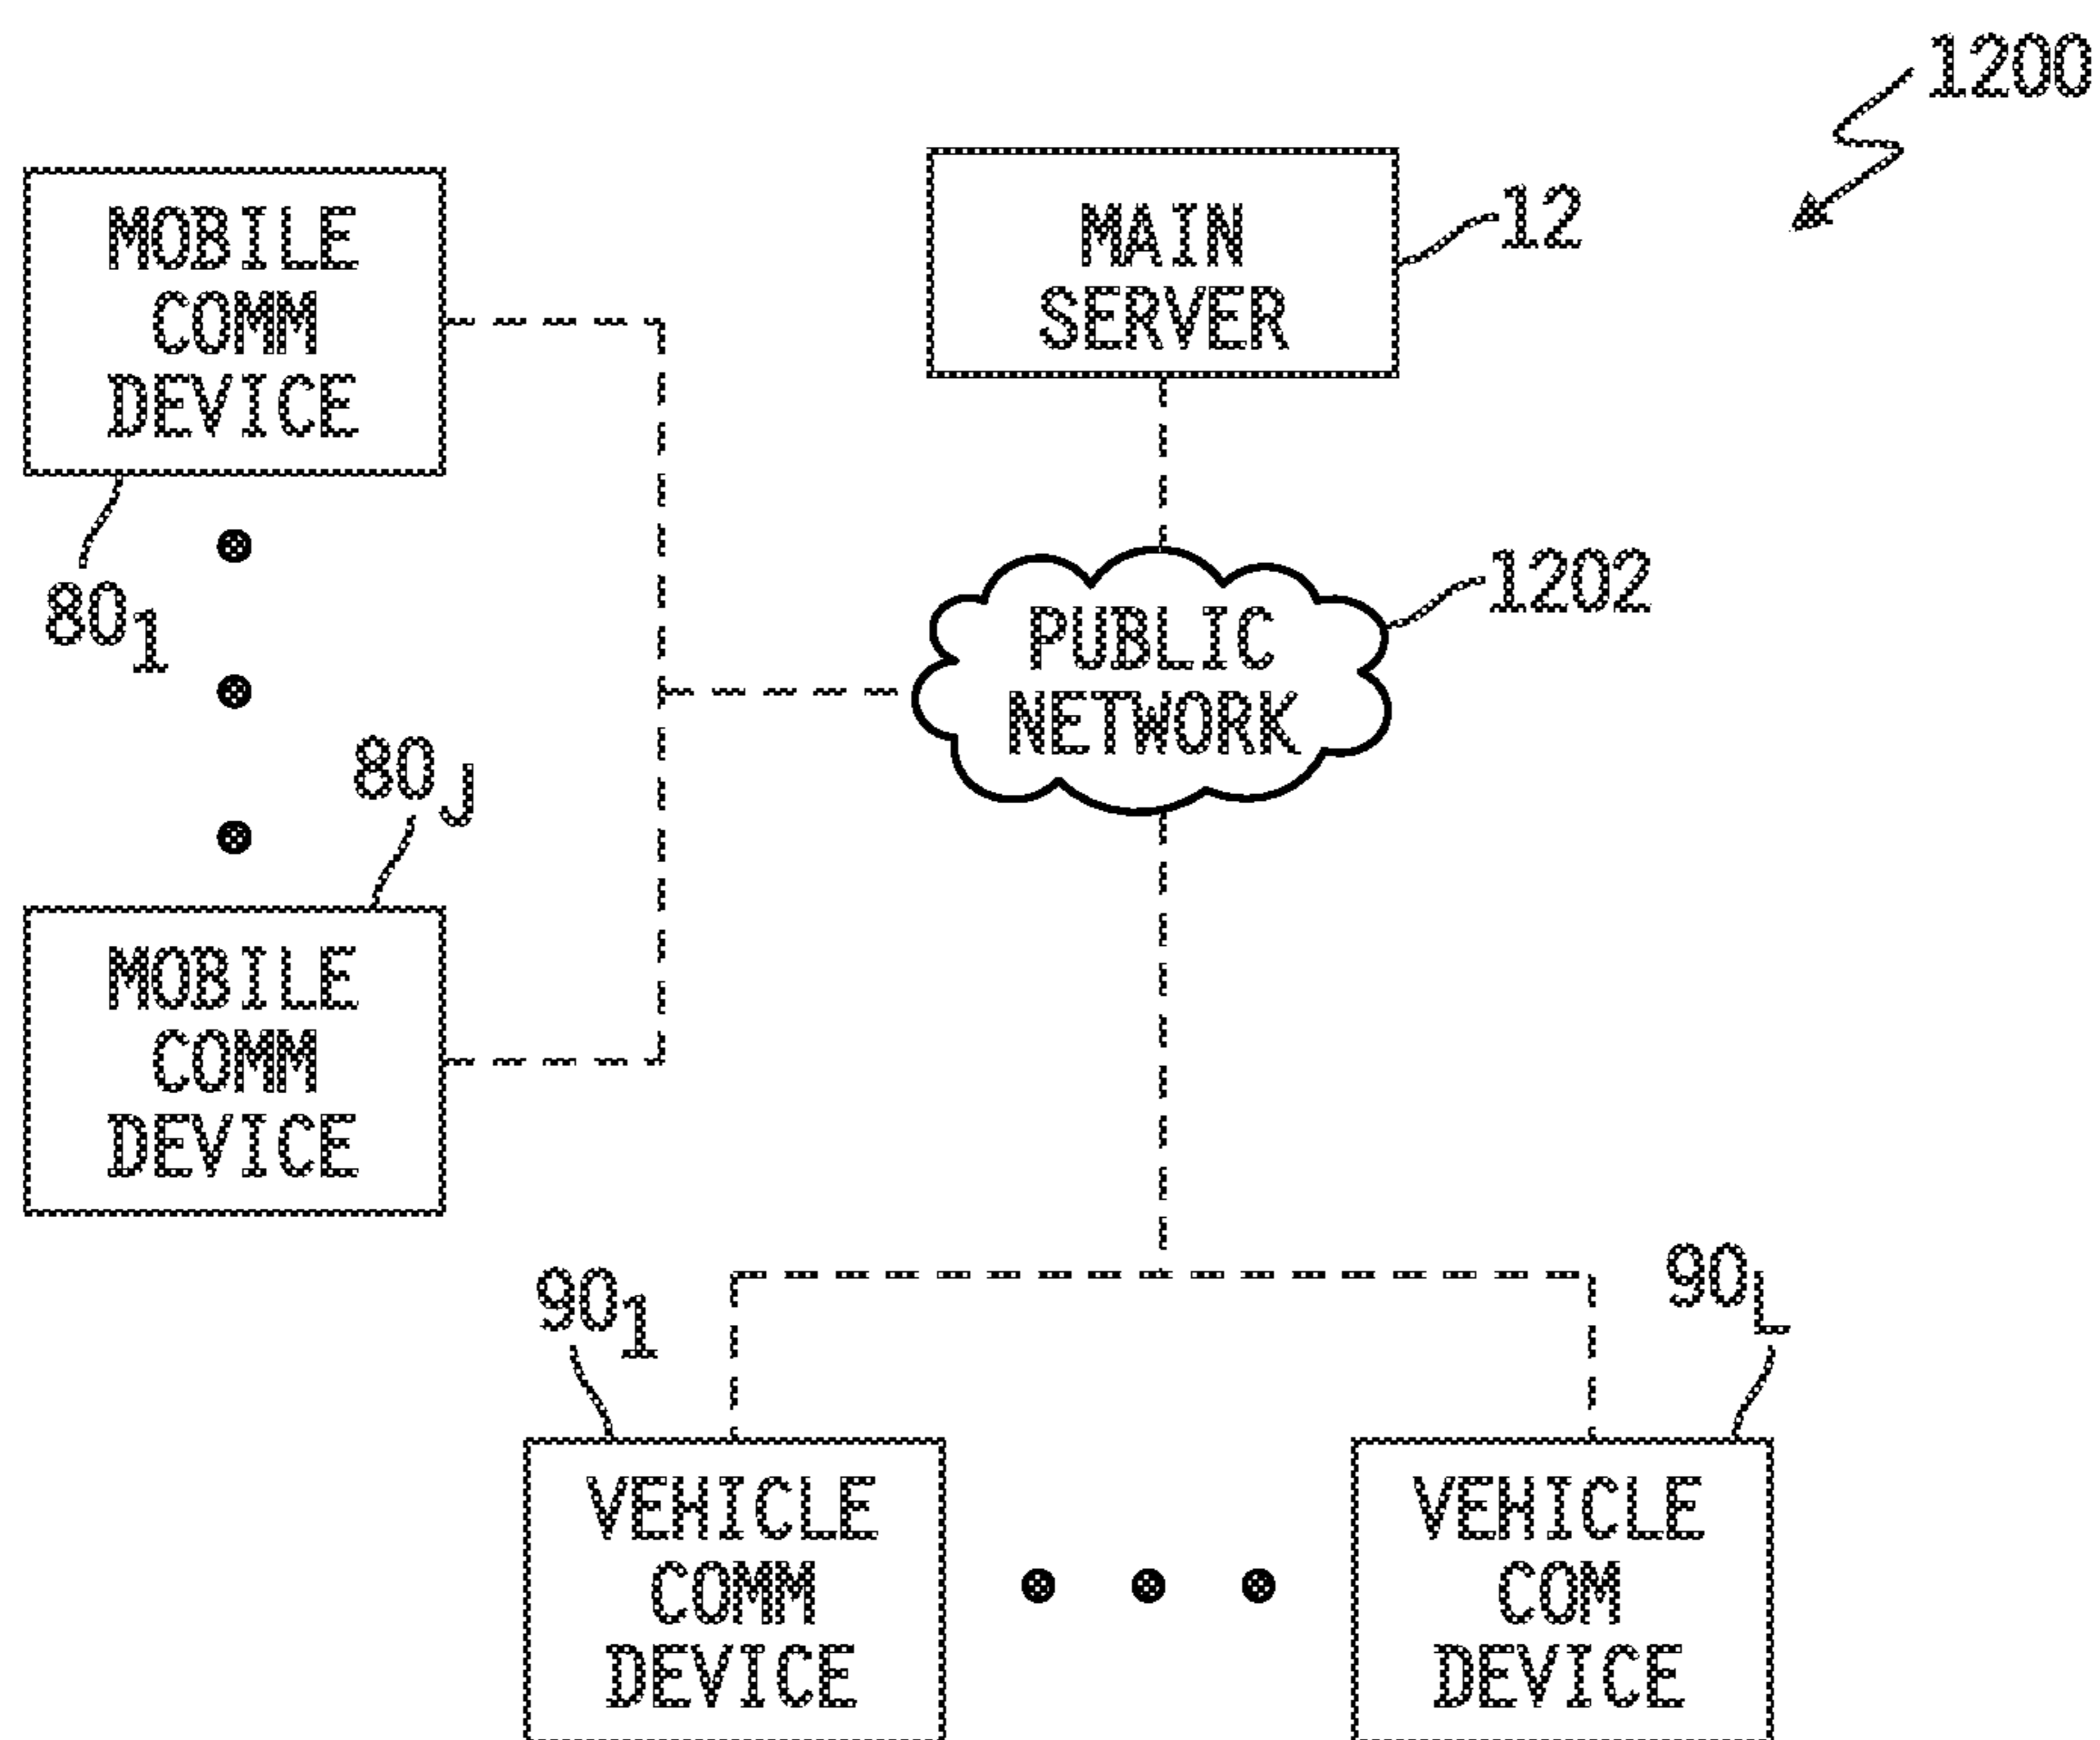 1200
MOBILE
COMM
DEVICE
80₁
MAIN
SERVER
12
PUBLIC
NETWORK
1202
80J
MOBILE
COMM
DEVICE
90₁
90L
VEHICLE
COMM
DEVICE
VEHICLE
COM
DEVICE